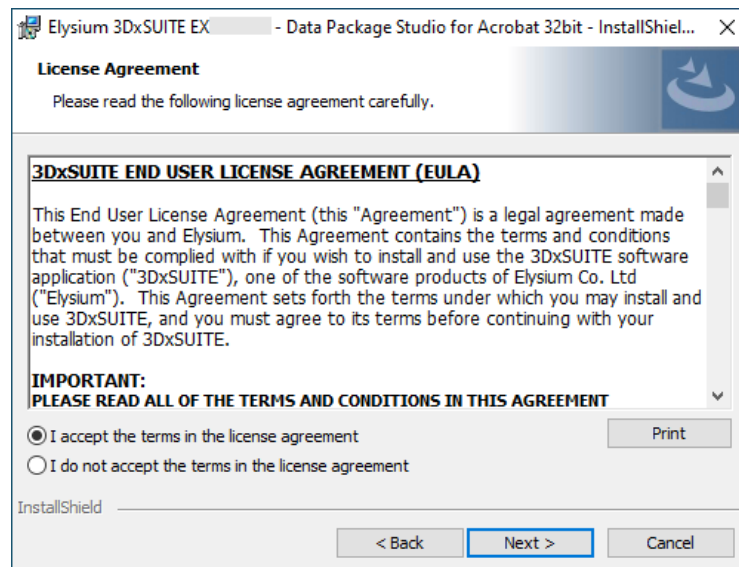 Elysium 3DxSUITE EX - Data Package Studio for Acrobat 32bit - InstallShiel...
License Agreement
Please read the following license agreement carefully.
3DxSUITE END USER LICENSE AGREEMENT (EULA)
This End User License Agreement (this "Agreement") is a legal agreement made
between you and Elysium.  This Agreement contains the terms and conditions
that must be complied with if you wish to install and use the 3DxSUITE software
application ("3DxSUITE"), one of the software products of Elysium Co. Ltd
("Elysium").  This Agreement sets forth the terms under which you may install and
use 3DxSUITE, and you must agree to its terms before continuing with your
installation of 3DxSUITE.
IMPORTANT:
PLEASE READ ALL OF THE TERMS AND CONDITIONS IN THIS AGREEMENT
I accept the terms in the license agreement
Print
I do not accept the terms in the license agreement
InstallShield
< Back
Next >
Cancel